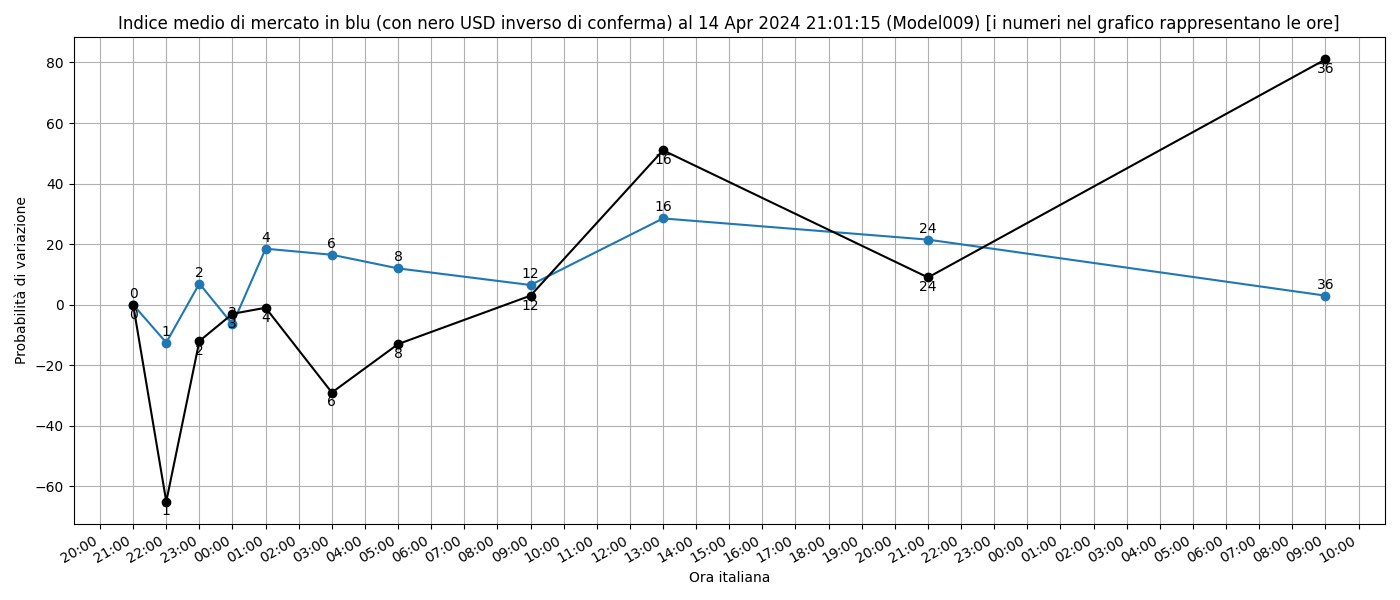 Indice medio di mercato in blu (con nero USD inverso di conferma) al 14 Apr 2024 21:01:15 (Model009) [i numeri nel grafico rappresentano le ore]
Probabilità di variazione
80
60
40
20
0
−20
−40
−60
0 1 2 3 4 6 8 12 16 24 36
0 1 2 3 4 6 8 12 16 24 36
20:00 21:00 22:00 23:00 00:00 01:00 02:00 03:00 04:00 05:00 06:00 07:00 08:00 09:00 10:00 11:00 12:00 13:00 14:00 15:00 16:00 17:00 18:00 19:00 20:00 21:00 22:00 23:00 00:00 01:00 02:00 03:00 04:00 05:00 06:00 07:00 08:00 09:00 10:00
Ora italiana